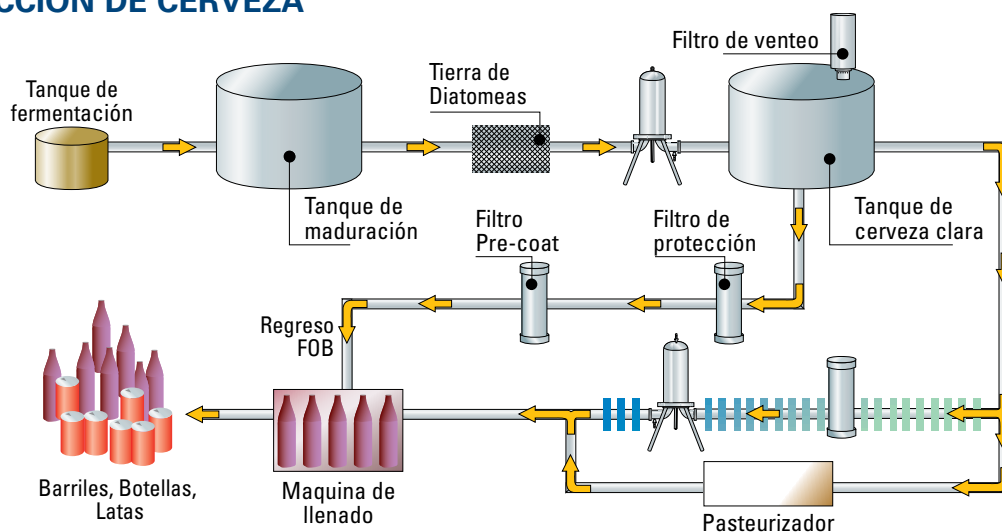 CCIÓN DE CERVEZA
Filtro de venteo
Tanque de
fermentación
Tierra de
Diatomeas
Tanque de
maduración
Filtro
Pre-coat
Filtro de
protección
Tanque de
cerveza clara
Regreso
FOB
Barriles, Botellas,
Latas
Maquina de
llenado
Pasteurizador